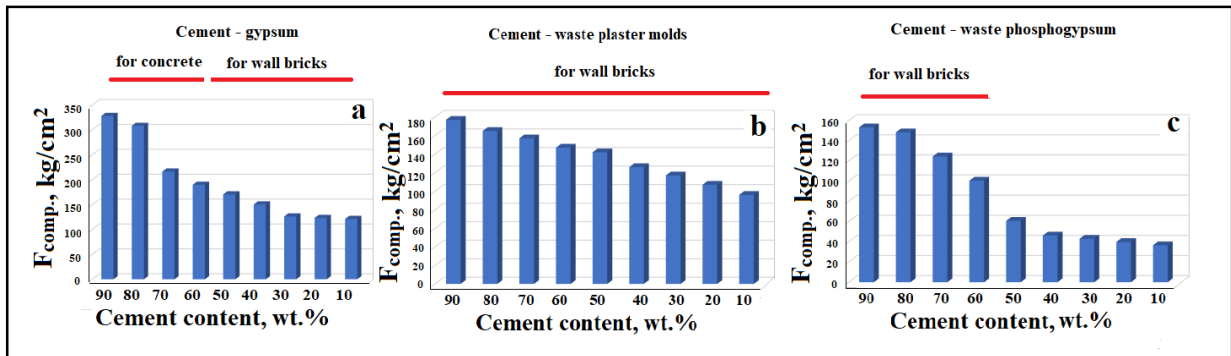 Cement - gypsum
for concrete for wall bricks
a
F comp., kg/cm2
350
300
250
200
150
100
50
0
90 80 70 60 50 40 30 20 10
Cement content, wt.%
Cement - waste plaster molds
for wall bricks
b
F comp., kg/cm2
180
160
140
120
100
80
60
40
20
0
90 80 70 60 50 40 30 20 10
Cement content, wt.%
Cement - waste phosphogypsum
for wall bricks
c
F comp., kg/cm2
160
140
120
100
80
60
40
20
0
90 80 70 60 50 40 30 20 10
Cement content, wt.%